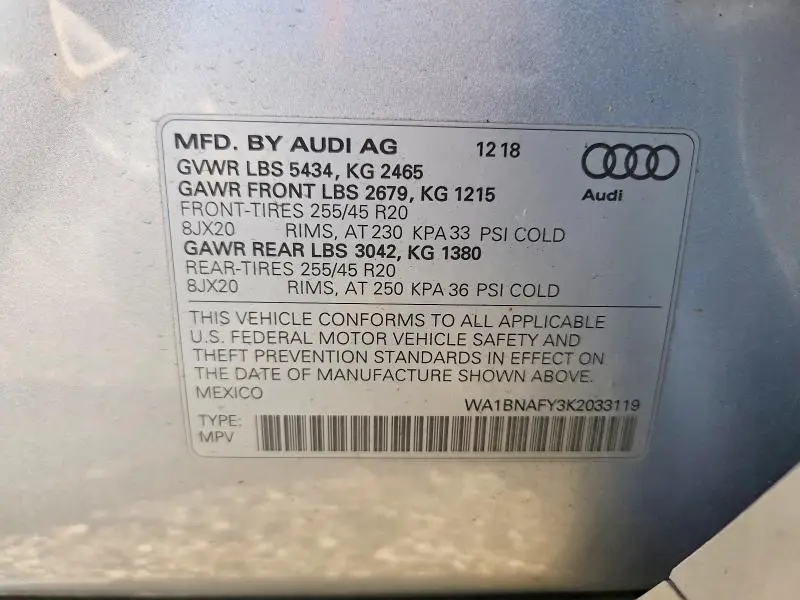 MFD. BY AUDI AG 12 18
GVWR LBS 5434, KG 2465
GAWR FRONT LBS 2679, KG 1215
Audi
FRONT-TIRES 255/45 R20
8JX20 RIMS, AT 230 KPA 33 PSI COLD
GAWR REAR LBS 3042, KG 1380
REAR-TIRES 255/45 R20
8JX20 RIMS, AT 250 KPA 36 PSI COLD
THIS VEHICLE CONFORMS TO ALL APPLICABLE
U.S. FEDERAL MOTOR VEHICLE SAFETY AND
THEFT PREVENTION STANDARDS IN EFFECT ON
THE DATE OF MANUFACTURE SHOWN ABOVE.
MEXICO
WA1BNAFY3K2033119
TYPE:
MPV